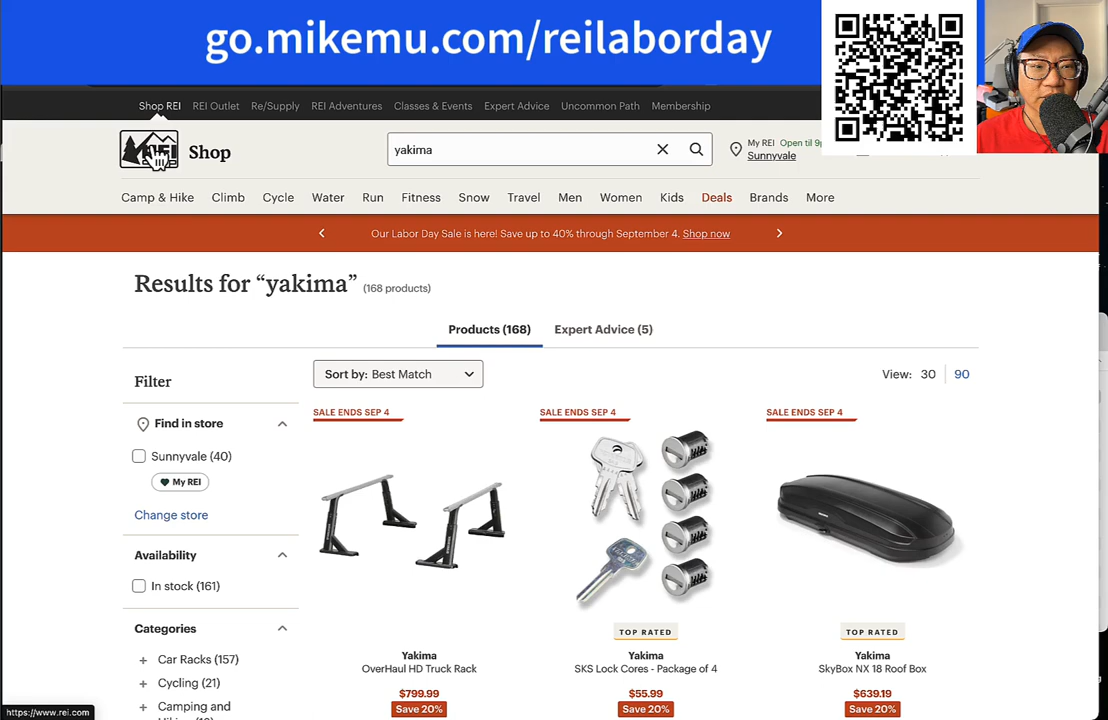 go.mikemu.com/reilaborday
Shop REI REI Outlet Re/Supply REI Adventures Classes & Events Expert Advice Uncommon Path Membership
REI Shop
yakima
My REI Open til 9p
Sunnyvale
Camp & Hike Climb Cycle Water Run Fitness Snow Travel Men Women Kids Deals Brands More
Our Labor Day Sale is here! Save up to 40% through September 4. Shop now
Results for “yakima” (168 products)
Products (168) Expert Advice (5)
Filter
Sort by: Best Match
View: 30 90
Find in store
Sunnyvale (40)
My REI
Change store
Availability
In stock (161)
Categories
+ Car Racks (157)
+ Cycling (21)
+ Camping and
SALE ENDS SEP 4
Yakima
OverHaul HD Truck Rack
$799.99
Save 20%
SALE ENDS SEP 4
TOP RATED
Yakima
SKS Lock Cores - Package of 4
$55.99
Save 20%
SALE ENDS SEP 4
TOP RATED
Yakima
SkyBox NX 18 Roof Box
$639.19
Save 20%
https://www.rei.com